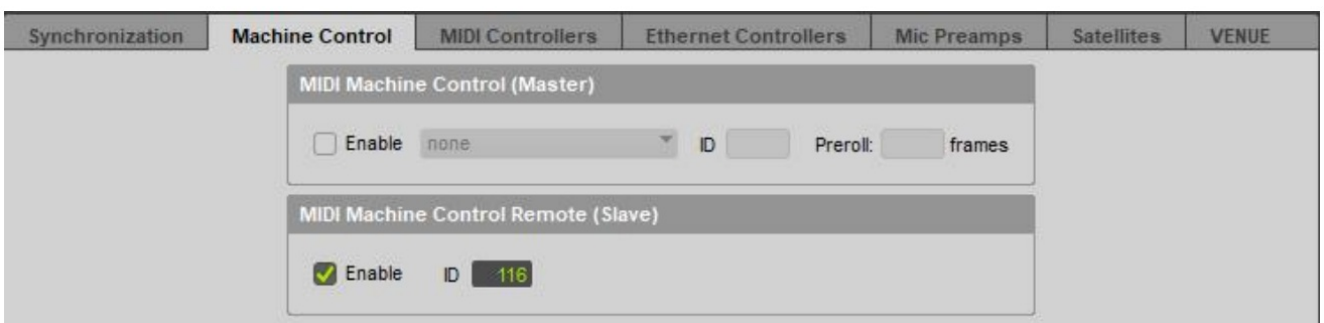 Synchronization Machine Control MIDI Controllers Ethernet Controllers Mic Preamps Satellites VENUE
MIDI Machine Control (Master)
Enable none ID Preroll: frames
MIDI Machine Control Remote (Slave)
Enable ID 116